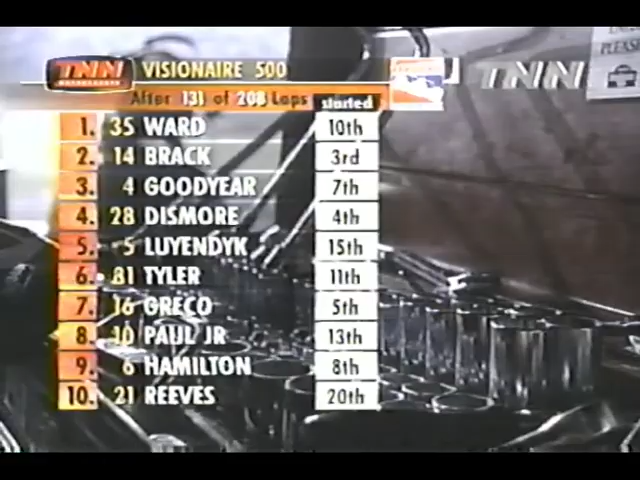 TNN VISIONAIRE 500
TNN
PLEASE
After 131 of 208 Laps started
1. 35 WARD 10th
2. 14 BRACK 3rd
3. 4 GOODYEAR 7th
4. 28 DISMORE 4th
5. 5 LUYENDYK 15th
6. 81 TYLER 11th
7. 16 GRECO 5th
8. 10 PAUL JR 13th
9. 6 HAMILTON 8th
10. 21 REEVES 20th